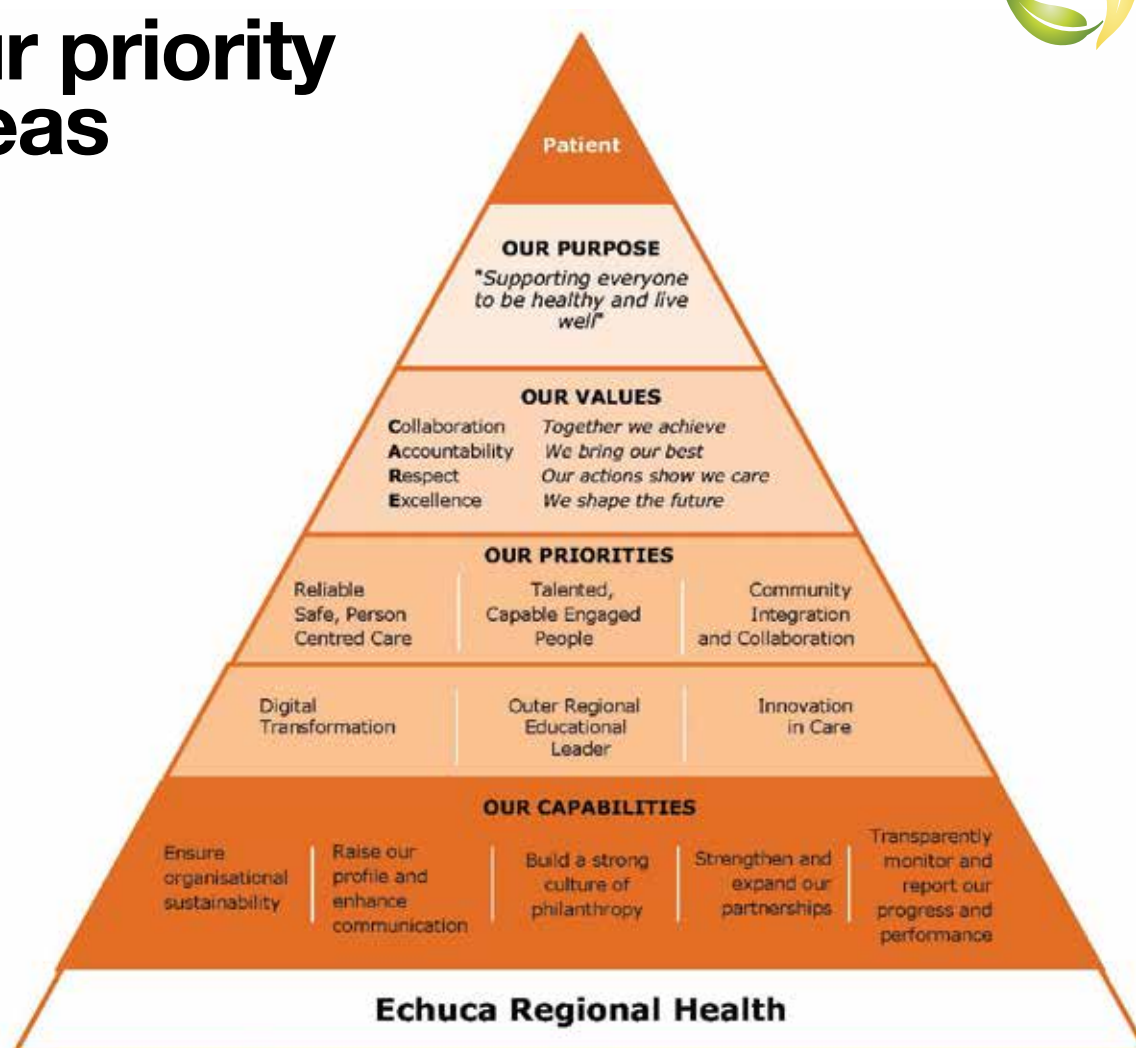 ur priority
eas
Patient
OUR PURPOSE
"Supporting everyone
to be healthy and live
well"
OUR VALUES
Collaboration Together we achieve
Accountability We bring our best
Respect Our actions show we care
Excellence We shape the future
OUR PRIORITIES
Reliable
Safe, Person
Centred Care
Talented,
Capable Engaged
People
Community
Integration
and Collaboration
Digital
Transformation
Outer Regional
Educational
Leader
Innovation
in Care
OUR CAPABILITIES
Ensure
organisational
sustainability
Raise our
profile and
enhance
communication
Build a strong
culture of
philanthropy
Strengthen and
expand our
partnerships
Transparently
monitor and
report our
progress and
performance
Echuca Regional Health